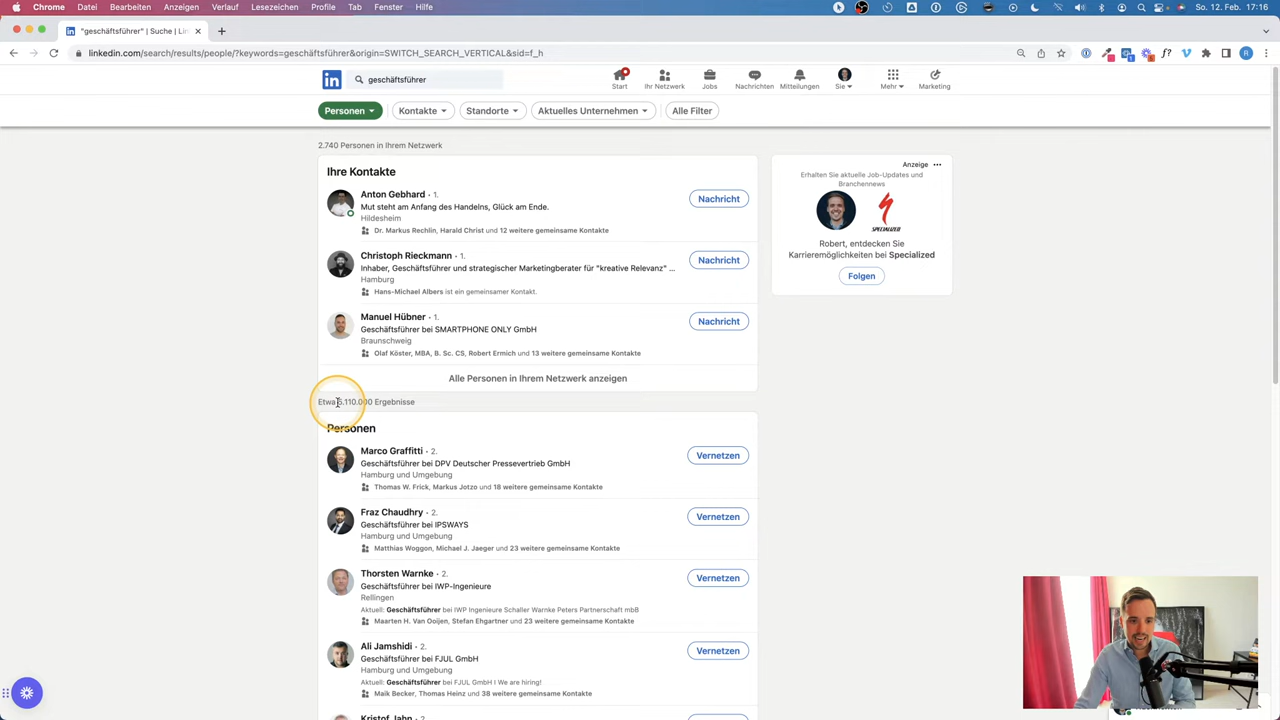 Chrome Datei Bearbeiten Ansicht Verlauf Lesezeichen Profile Tab Fenster Hilfe
"geschäftsführer" | Suche | Lin
linkedin.com/search/results/people/?keywords=geschäftsführer&origin=SWITCH_SEARCH_VERTICAL&sid=f_h
in
geschäftsführer
Start
Ihr Netzwerk
Jobs
Nachrichten
Mitteilungen
Sie
Mehr
Marketing
Personen
Kontakte
Standorte
Aktuelles Unternehmen
Alle Filter
2.740 Personen in Ihrem Netzwerk
Ihre Kontakte
Anton Gebhard • 1.
Nachricht
Mut steht am Anfang des Handelns, Glück am Ende.
Hildesheim
Dr. Markus Rechlin, Harald Christ und 12 weitere gemeinsame Kontakte
Christoph Rieckmann • 1.
Nachricht
Inhaber, Geschäftsführer und strategischer Marketingberater für "kreative Relevanz" ...
Hamburg
Hans-Michael Albers ist ein gemeinsamer Kontakt.
Manuel Hübner • 1.
Nachricht
Geschäftsführer bei SMARTPHONE ONLY GmbH
Braunschweig
Olaf Köster, MBA, B. Sc. CS, Robert Ermich und 13 weitere gemeinsame Kontakte
Alle Personen in Ihrem Netzwerk anzeigen
Etwa 5.110.000 Ergebnisse
Personen
Marco Graffitti • 2.
Vernetzen
Geschäftsführer bei DPV Deutscher Pressevertrieb GmbH
Hamburg und Umgebung
Thomas W. Frick, Markus Jotzo und 18 weitere gemeinsame Kontakte
Fraz Chaudhry • 2.
Vernetzen
Geschäftsführer bei IPSWAYS
Hamburg und Umgebung
Matthias Woggon, Michael J. Jaeger und 23 weitere gemeinsame Kontakte
Thorsten Warnke • 2.
Vernetzen
Geschäftsführer bei IWP-Ingenieure
Rellingen
Aktuell: Geschäftsführer bei IWP Ingenieure Schaller Warnke Peters Partnerschaft mbB
Maarten H. Van Ooijen, Stefan Ehgartner und 23 weitere gemeinsame Kontakte
Ali Jamshidi • 2.
Vernetzen
Geschäftsführer bei FJUL GmbH
Hamburg und Umgebung
Aktuell: Geschäftsführer bei FJUL GmbH I We are hiring!
Maik Becker, Thomas Heinz und 38 weitere gemeinsame Kontakte
Kristof Jahn • 2.
Anzeige •••
Erhalten Sie aktuelle Job-Updates und
Branchennews
SPECIALIZED
Robert, entdecken Sie
Karrieremöglichkeiten bei Specialized
Folgen